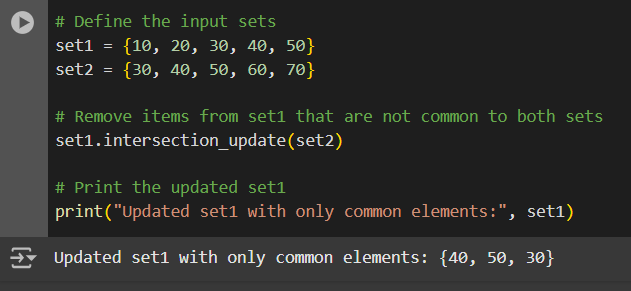 # Define the input sets
set1 = {10, 20, 30, 40, 50}
set2 = {30, 40, 50, 60, 70}
# Remove items from set1 that are not common to both sets
set1.intersection_update(set2)
# Print the updated set1
print("Updated set1 with only common elements:", set1)
Updated set1 with only common elements: {40, 50, 30}